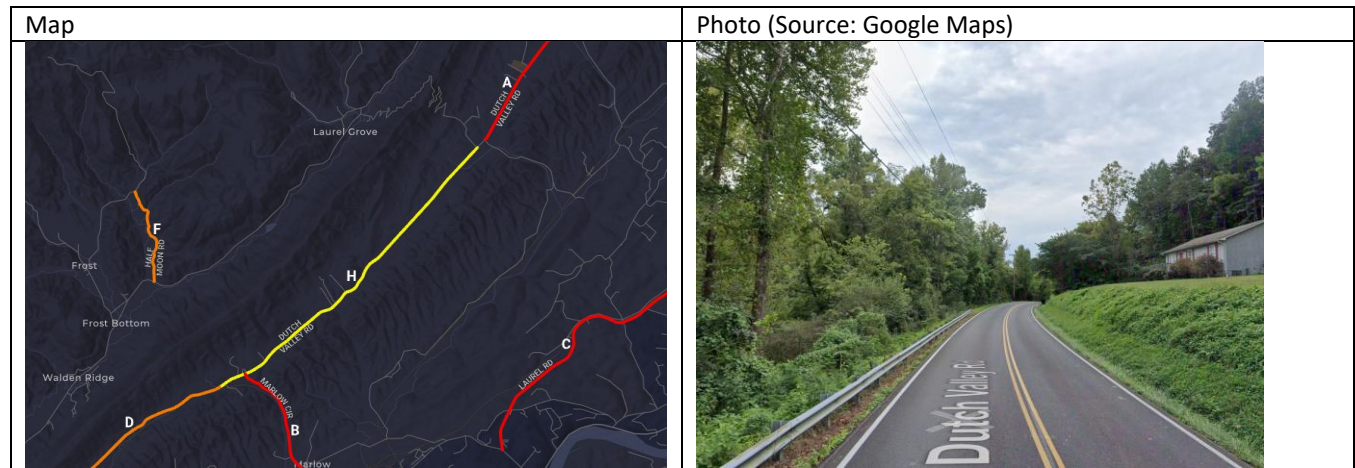 Map
Photo (Source: Google Maps)
A
DUTCH
VALLEY RD
Laurel Grove
F
HALF
MOON RD
Frost
H
Frost Bottom
DUTCH
VALLEY RD
C
LAUREL RD
Walden Ridge
MARLOW CIR
D
B
Marlow
Dutch Valley Rd